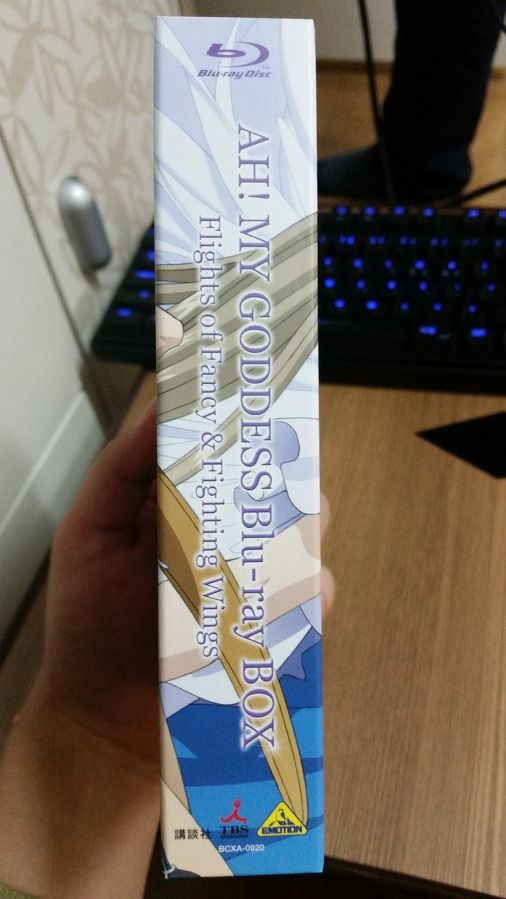 Blu-ray Disc
AH! MY GODDESS Blu-ray BOX
Flights of Fancy & Fighting Wings
講談社
TBS
EMOTION
BCXA-0920